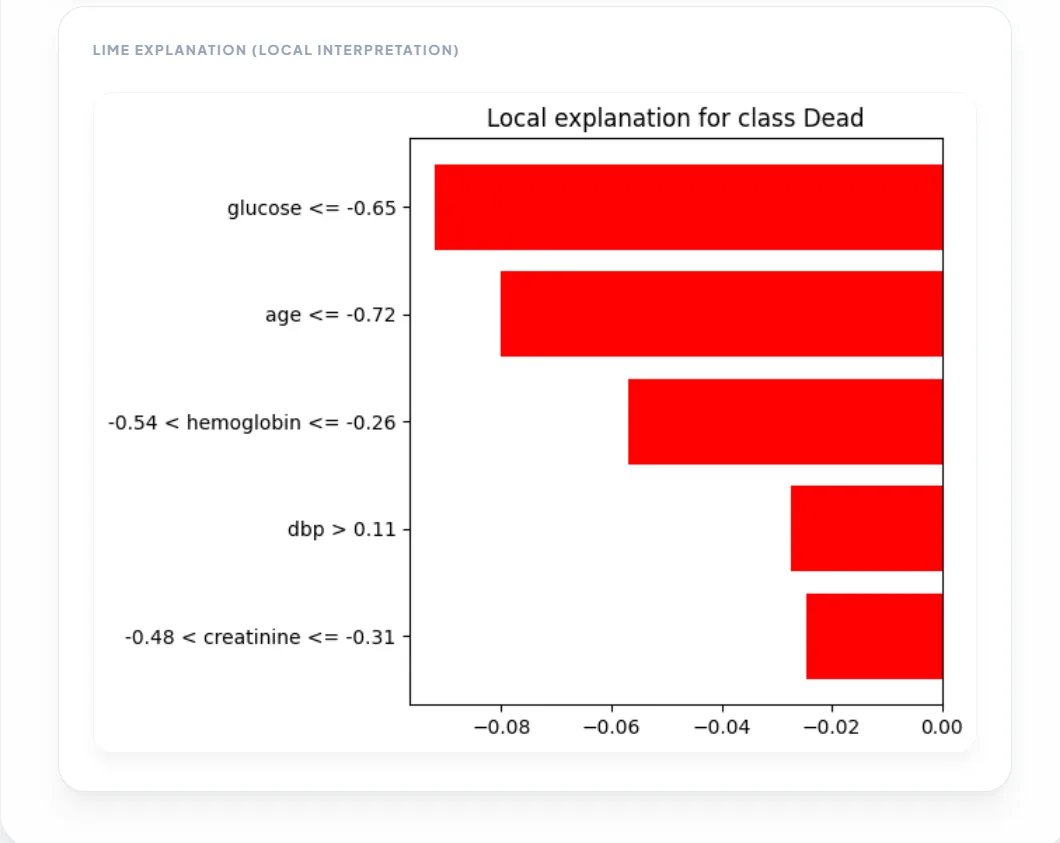 LIME EXPLANATION (LOCAL INTERPRETATION)
Local explanation for class Dead
glucose <= -0.65
age <= -0.72
-0.54 < hemoglobin <= -0.26
dbp > 0.11
-0.48 < creatinine <= -0.31
−0.08 −0.06 −0.04 −0.02 0.00